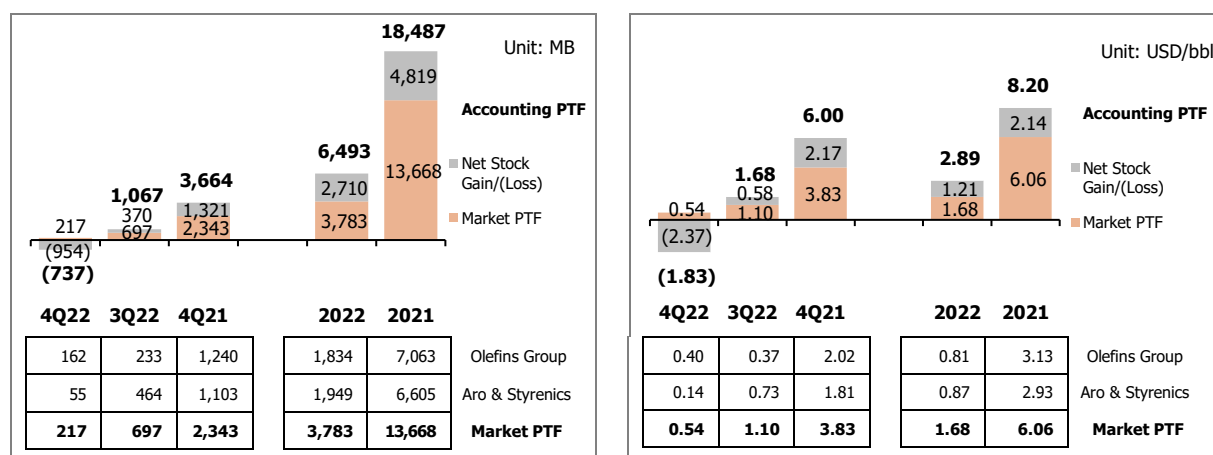 18,487
Unit: MB
4,819
Accounting PTF
6,493
13,668
Net Stock
Gain/(Loss)
3,664
2,710
1,067
1,321
370
217
3,783
Market PTF
697
2,343
(954)
(737)
4Q22 3Q22 4Q21 2022 2021
162 233 1,240 1,834 7,063 Olefins Group
55 464 1,103 1,949 6,605 Aro & Styrenics
217 697 2,343 3,783 13,668 Market PTF
Unit: USD/bbl
8.20
6.00
Accounting PTF
2.14
2.89
2.17
1.68
Net Stock
Gain/(Loss)
6.06
1.21
3.83
0.58
0.54
1.10
1.68
Market PTF
(2.37)
(1.83)
4Q22 3Q22 4Q21 2022 2021
0.40 0.37 2.02 0.81 3.13 Olefins Group
0.14 0.73 1.81 0.87 2.93 Aro & Styrenics
0.54 1.10 3.83 1.68 6.06 Market PTF